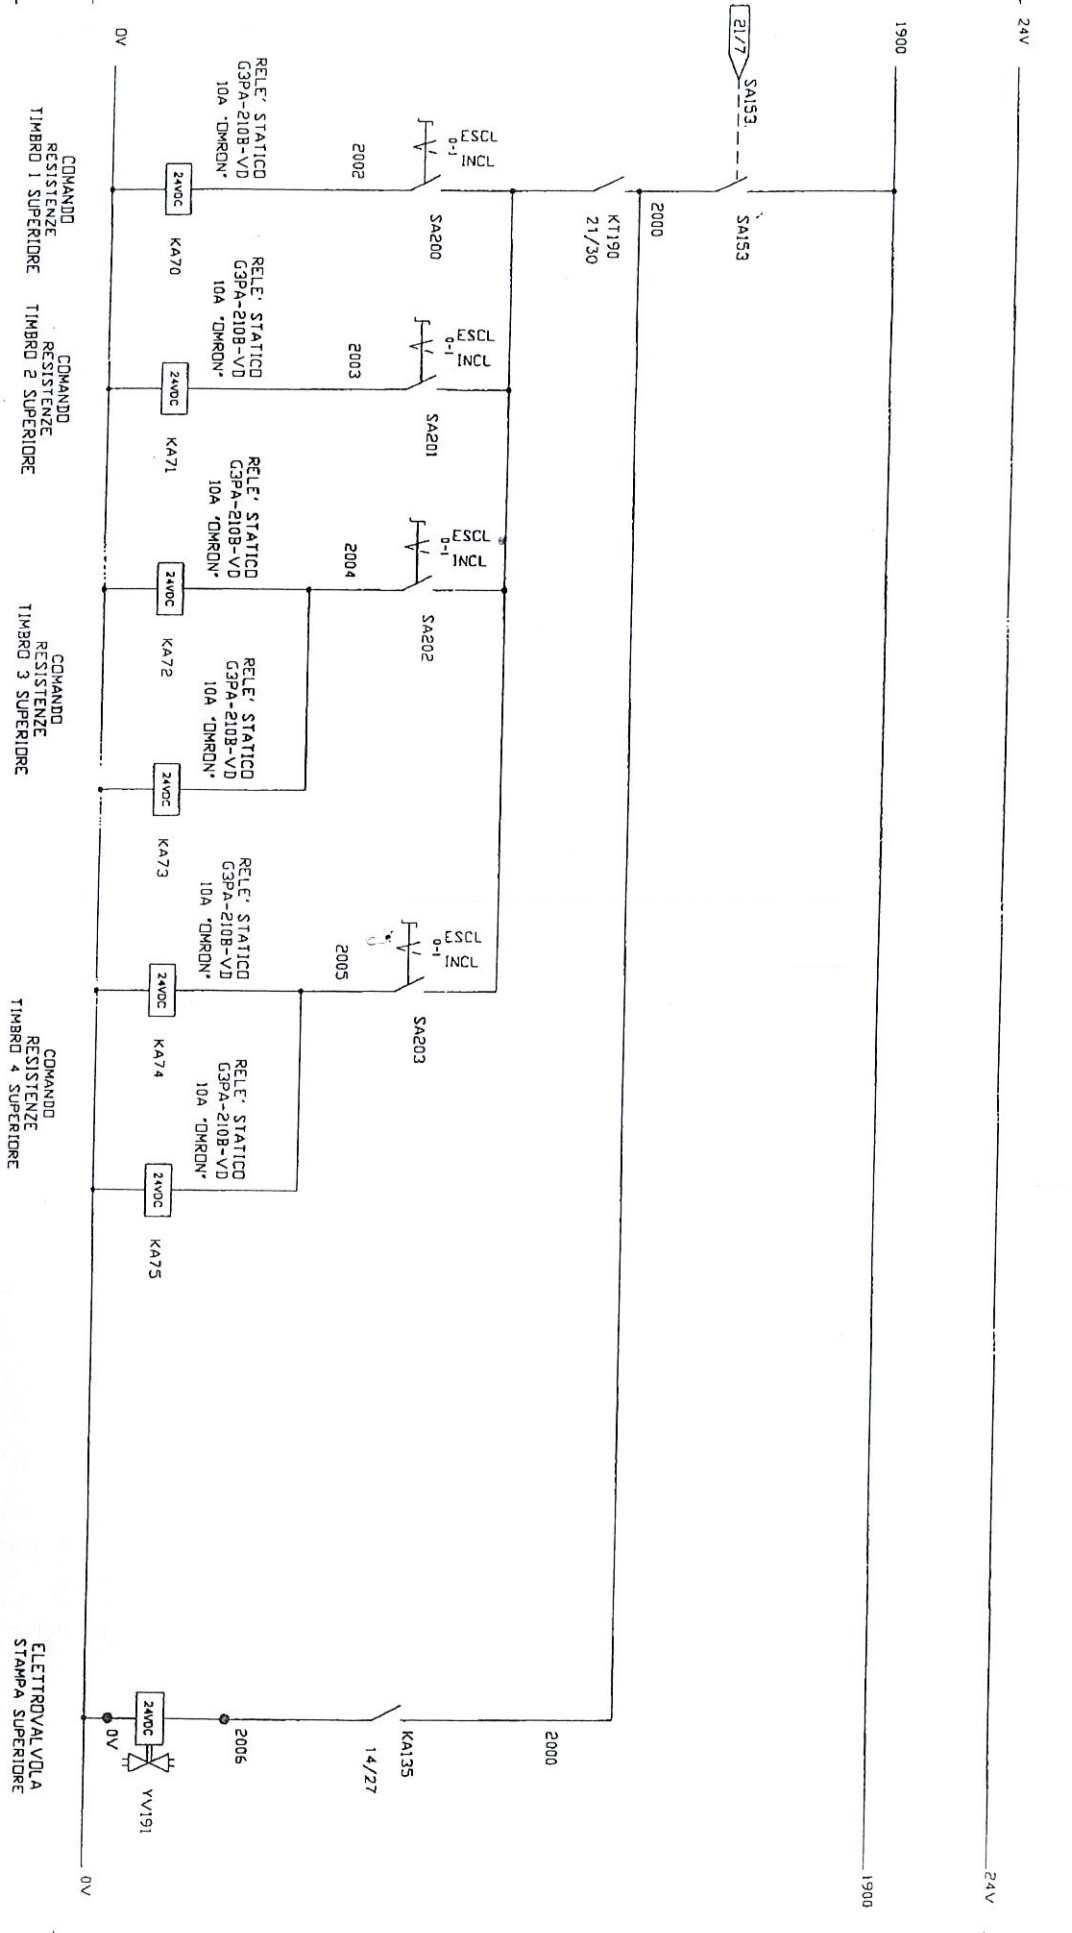 24V
24V
1900
1900
21/7
SA153
SA153
2000
KT190
21/30
ESCL
0-1
INCL
SA200
2002
RELE' STATICO
G3PA-210B-VD
10A "OMRON"
24VDC
KA70
ESCL
0-1
INCL
SA201
2003
RELE' STATICO
G3PA-210B-VD
10A "OMRON"
24VDC
KA71
ESCL
0-1
INCL
SA202
2004
RELE' STATICO
G3PA-210B-VD
10A "OMRON"
24VDC
KA72
RELE' STATICO
G3PA-210B-VD
10A "OMRON"
24VDC
KA73
ESCL
0-1
INCL
SA203
2005
RELE' STATICO
G3PA-210B-VD
10A "OMRON"
24VDC
KA74
RELE' STATICO
G3PA-210B-VD
10A "OMRON"
24VDC
KA75
2000
KA135
14/27
2006
24VDC
YV191
0V
0V
0V
COMANDO
RESISTENZE
TIMBRO 1 SUPERIORE
COMANDO
RESISTENZE
TIMBRO 2 SUPERIORE
COMANDO
RESISTENZE
TIMBRO 3 SUPERIORE
COMANDO
RESISTENZE
TIMBRO 4 SUPERIORE
ELETTROVALVOLA
STAMPA SUPERIORE